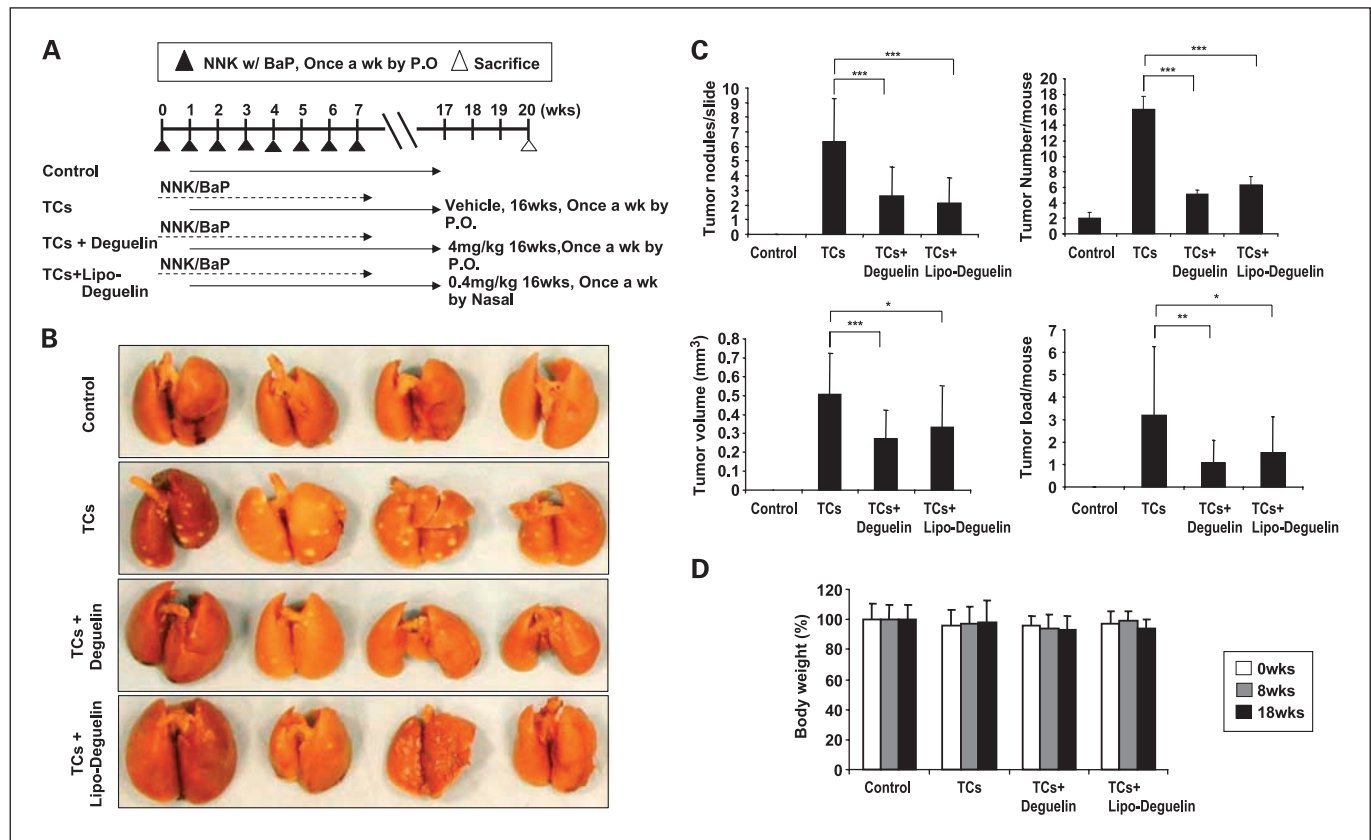 A
▲ NNK w/ BaP, Once a wk by P.O △ Sacrifice
0 1 2 3 4 5 6 7 17 18 19 20 (wks)
Control
NNK/BaP
TCs
Vehicle, 16wks, Once a wk by
P.O.
NNK/BaP
TCs + Deguelin
4mg/kg 16wks,Once a wk by
P.O.
NNK/BaP
TCs+Lipo-
Deguelin
0.4mg/kg 16wks, Once a wk
by Nasal
B
Control
TCs
TCs +
Deguelin
TCs +
Lipo-Deguelin
C
Tumor nodules/slide
10
9
8
7
6
5
4
3
2
1
0
***
***
Control TCs TCs+ TCs+
Deguelin Lipo-Deguelin
Tumor Number/mouse
20
18
16
14
12
10
8
6
4
2
0
***
***
Control TCs TCs+ TCs+
Deguelin Lipo-Deguelin
Tumor volume (mm³)
0.8
0.7
0.6
0.5
0.4
0.3
0.2
0.1
0
*
***
Control TCs TCs+ TCs+
Deguelin Lipo-Deguelin
Tumor load/mouse
7
6
5
4
3
2
1
0
*
**
Control TCs TCs+ TCs+
Deguelin Lipo-Deguelin
D
Body weight (%)
120
100
80
60
40
20
0
Control TCs TCs+ TCs+
Deguelin Lipo-Deguelin
0wks
8wks
18wks